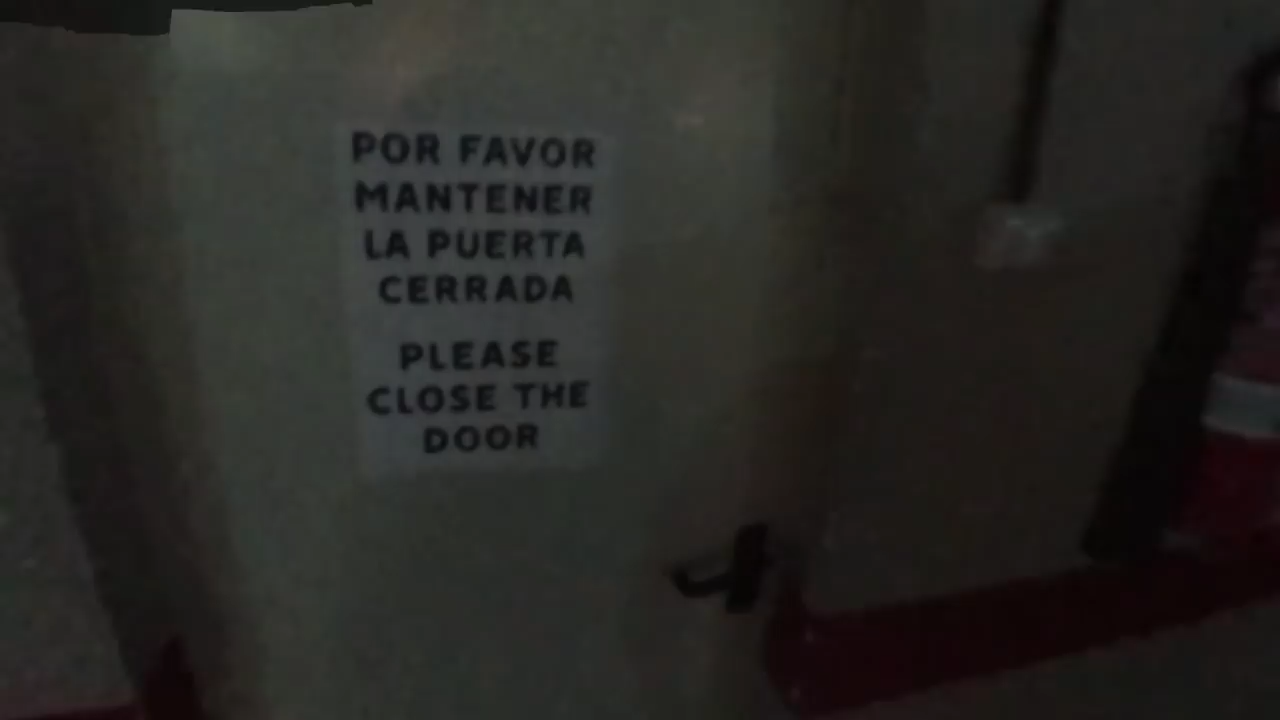 POR FAVOR
MANTENER
LA PUERTA
CERRADA
PLEASE
CLOSE THE
DOOR